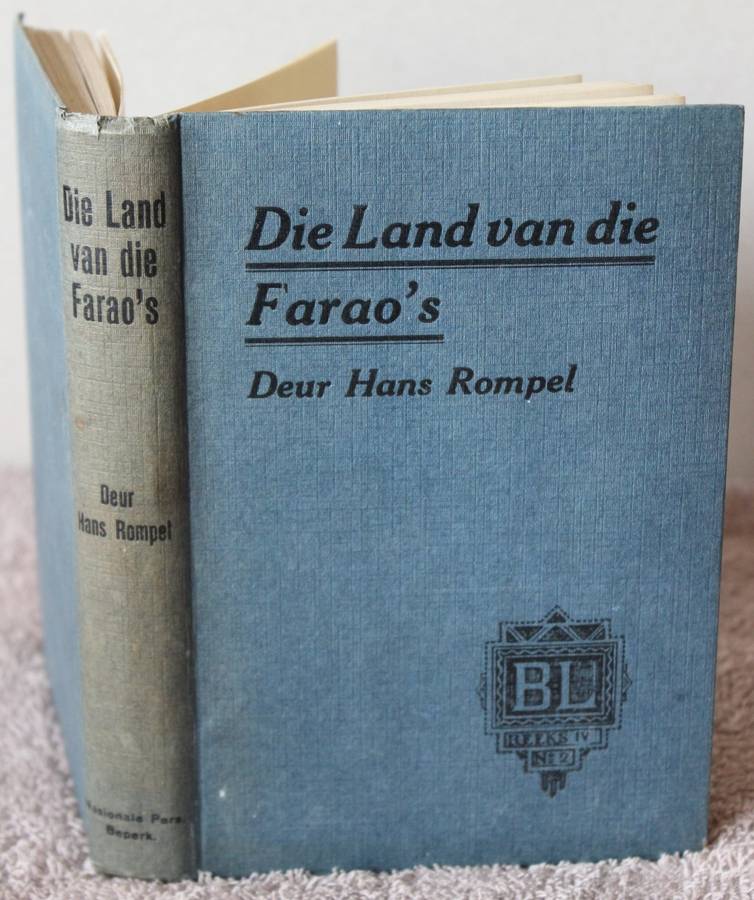 Die Land
van die
Farao's
Deur
Hans Rompel
Nasionale Pers,
Beperk.
Die Land van die
Farao's
Deur Hans Rompel
BL
REEKS IV
No 2